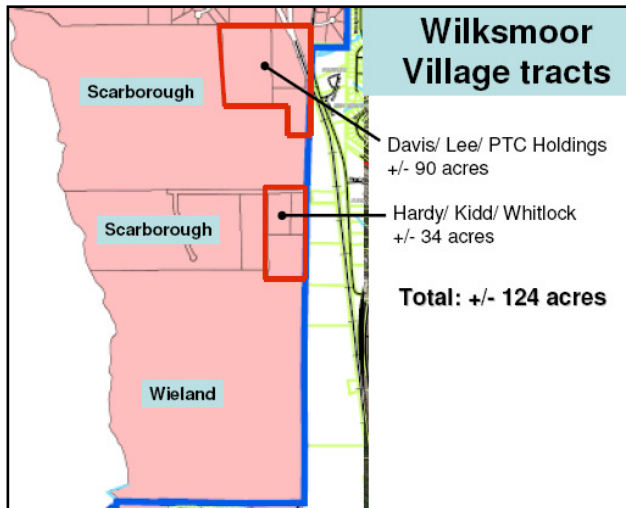 Wilksmoor
Village tracts
Scarborough
Davis/ Lee/ PTC Holdings
+/- 90 acres
Hardy/ Kidd/ Whitlock
+/- 34 acres
Scarborough
Total: +/- 124 acres
Wieland